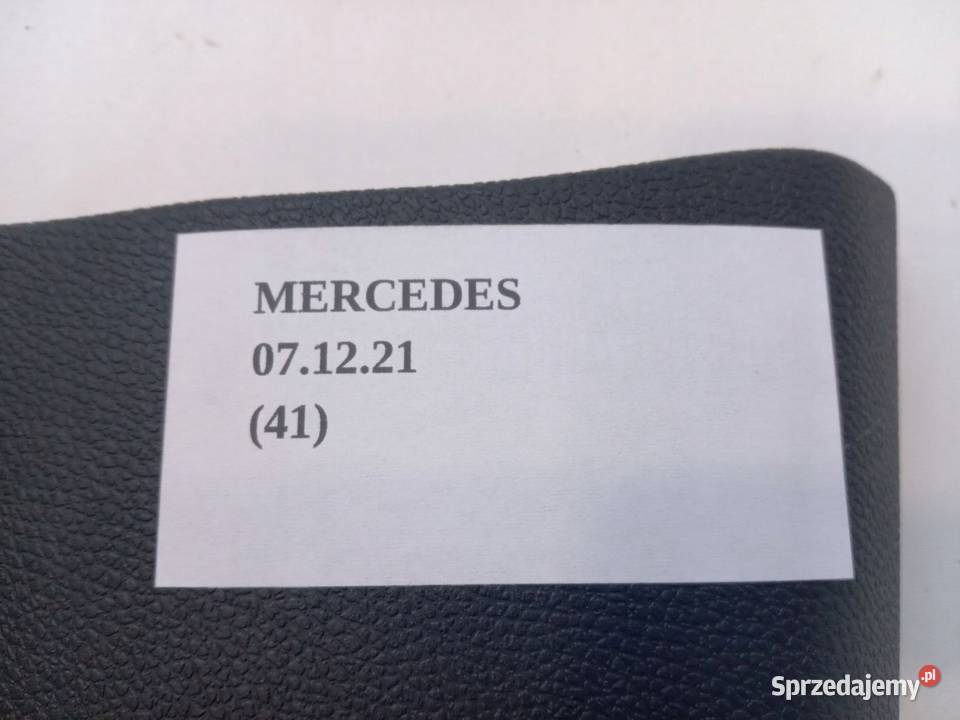 MERCEDES
07.12.21
(41)
Sprzedajemy.pl